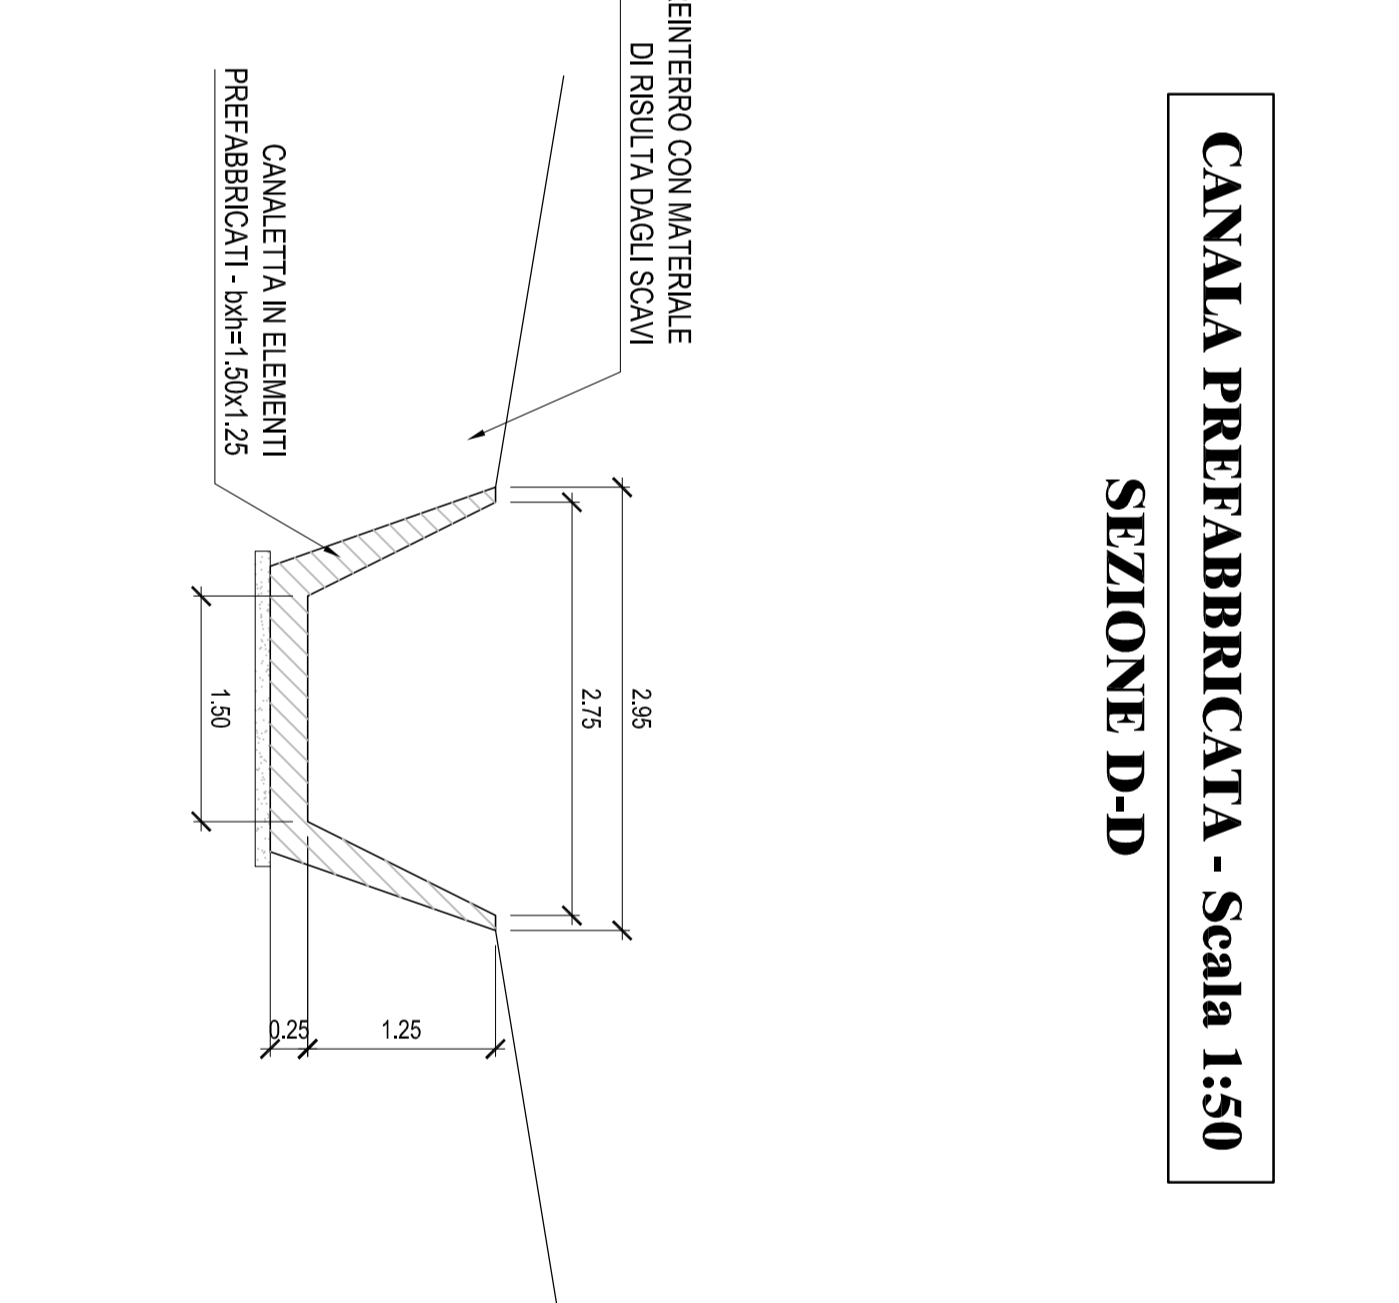 CANALA PREFABBRICATA - Scala 1:50
SEZIONE D-D
EINTERRO CON MATERIALE
DI RISULTA DAGLI SCAVI
2.95
2.75
1.25
0.25
CANALETTA IN ELEMENTI
PREFABBRICATI - bxh=1.50x1.25
1.50